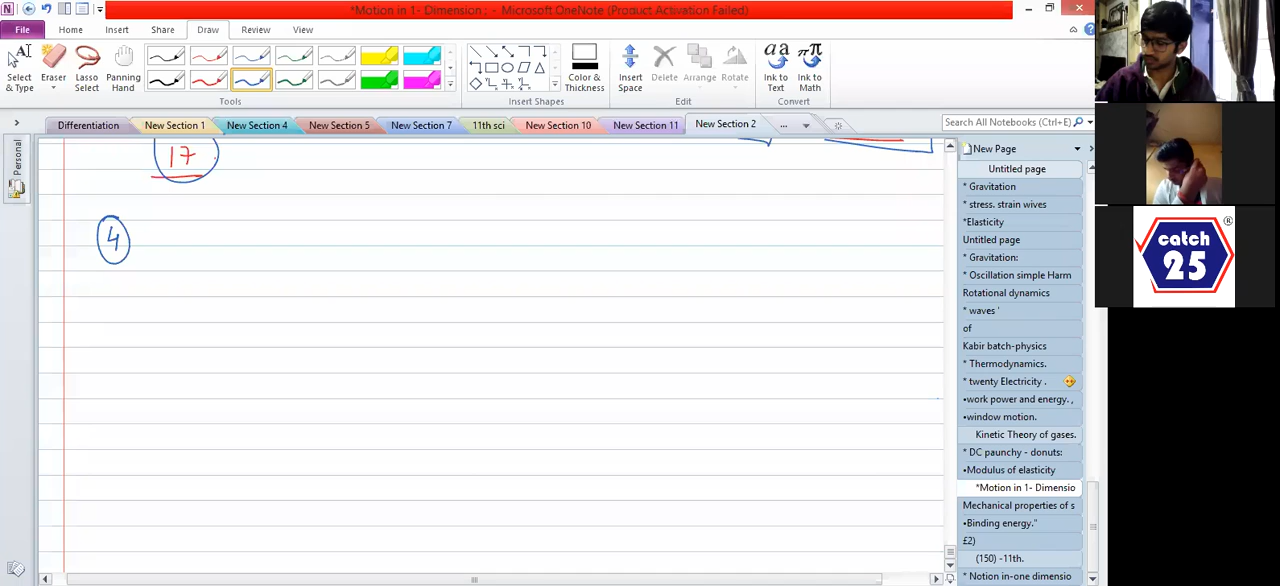 *Motion in 1- Dimension : - Microsoft OneNote (Product Activation Failed)
File Home Insert Share Draw Review View
Select & Type Eraser Lasso Select Panning Hand
Color & Thickness
Insert Space Delete Arrange Rotate
Ink to Text Ink to Math
Tools Insert Shapes Edit Convert
Differentiation New Section 1 New Section 4 New Section 5 New Section 7 11th sci New Section 10 New Section 11 New Section 2 ... Search All Notebooks (Ctrl+E)
Personal
17
4
New Page
Untitled page
* Gravitation
* stress. strain wives
*Elasticity
Untitled page
* Gravitation:
* Oscillation simple Harm
Rotational dynamics
* waves '
of
Kabir batch-physics
* Thermodynamics.
* twenty Electricity .
•work power and energy. ,
•window motion.
Kinetic Theory of gases.
* DC paunchy - donuts:
•Modulus of elasticity
*Motion in 1- Dimensio
Mechanical properties of s
•Binding energy."
£2)
(150) -11th.
* Notion in-one dimensio
catch
25
®